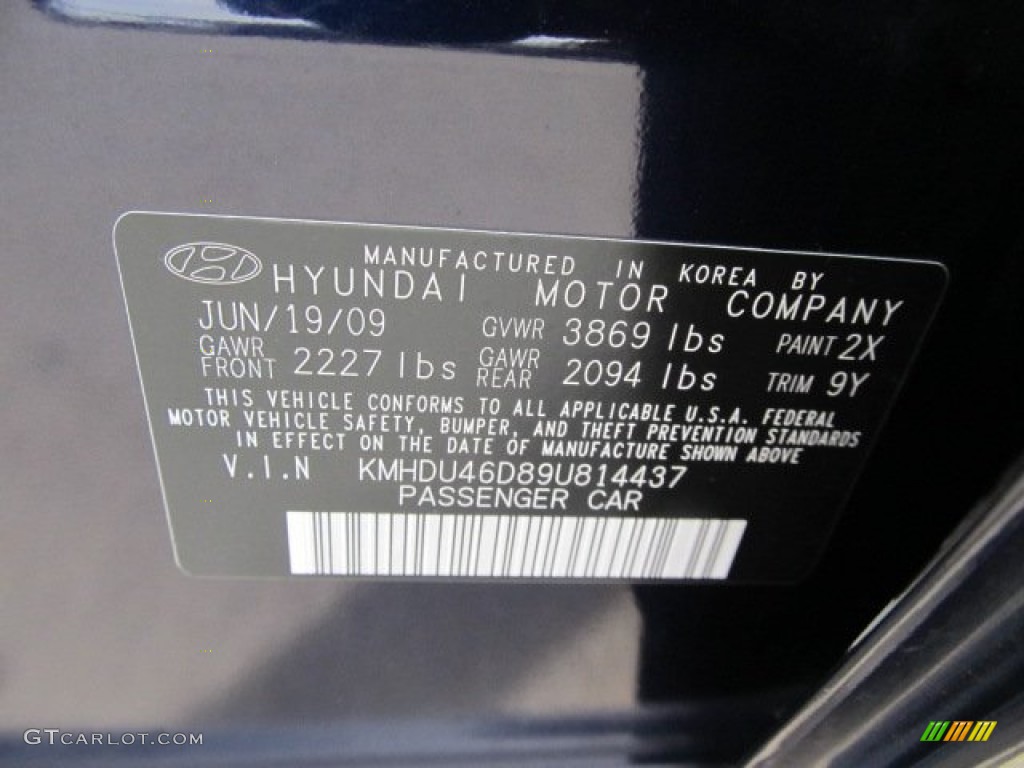 MANUFACTURED IN KOREA BY
HYUNDAI MOTOR COMPANY
JUN/19/09 GVWR 3869 lbs PAINT 2X
GAWR FRONT 2227 lbs GAWR REAR 2094 lbs TRIM 9Y
THIS VEHICLE CONFORMS TO ALL APPLICABLE U.S.A. FEDERAL
MOTOR VEHICLE SAFETY, BUMPER, AND THEFT PREVENTION STANDARDS
IN EFFECT ON THE DATE OF MANUFACTURE SHOWN ABOVE
V.I.N KMHDU46D89U814437
PASSENGER CAR
GTCARLOT.COM